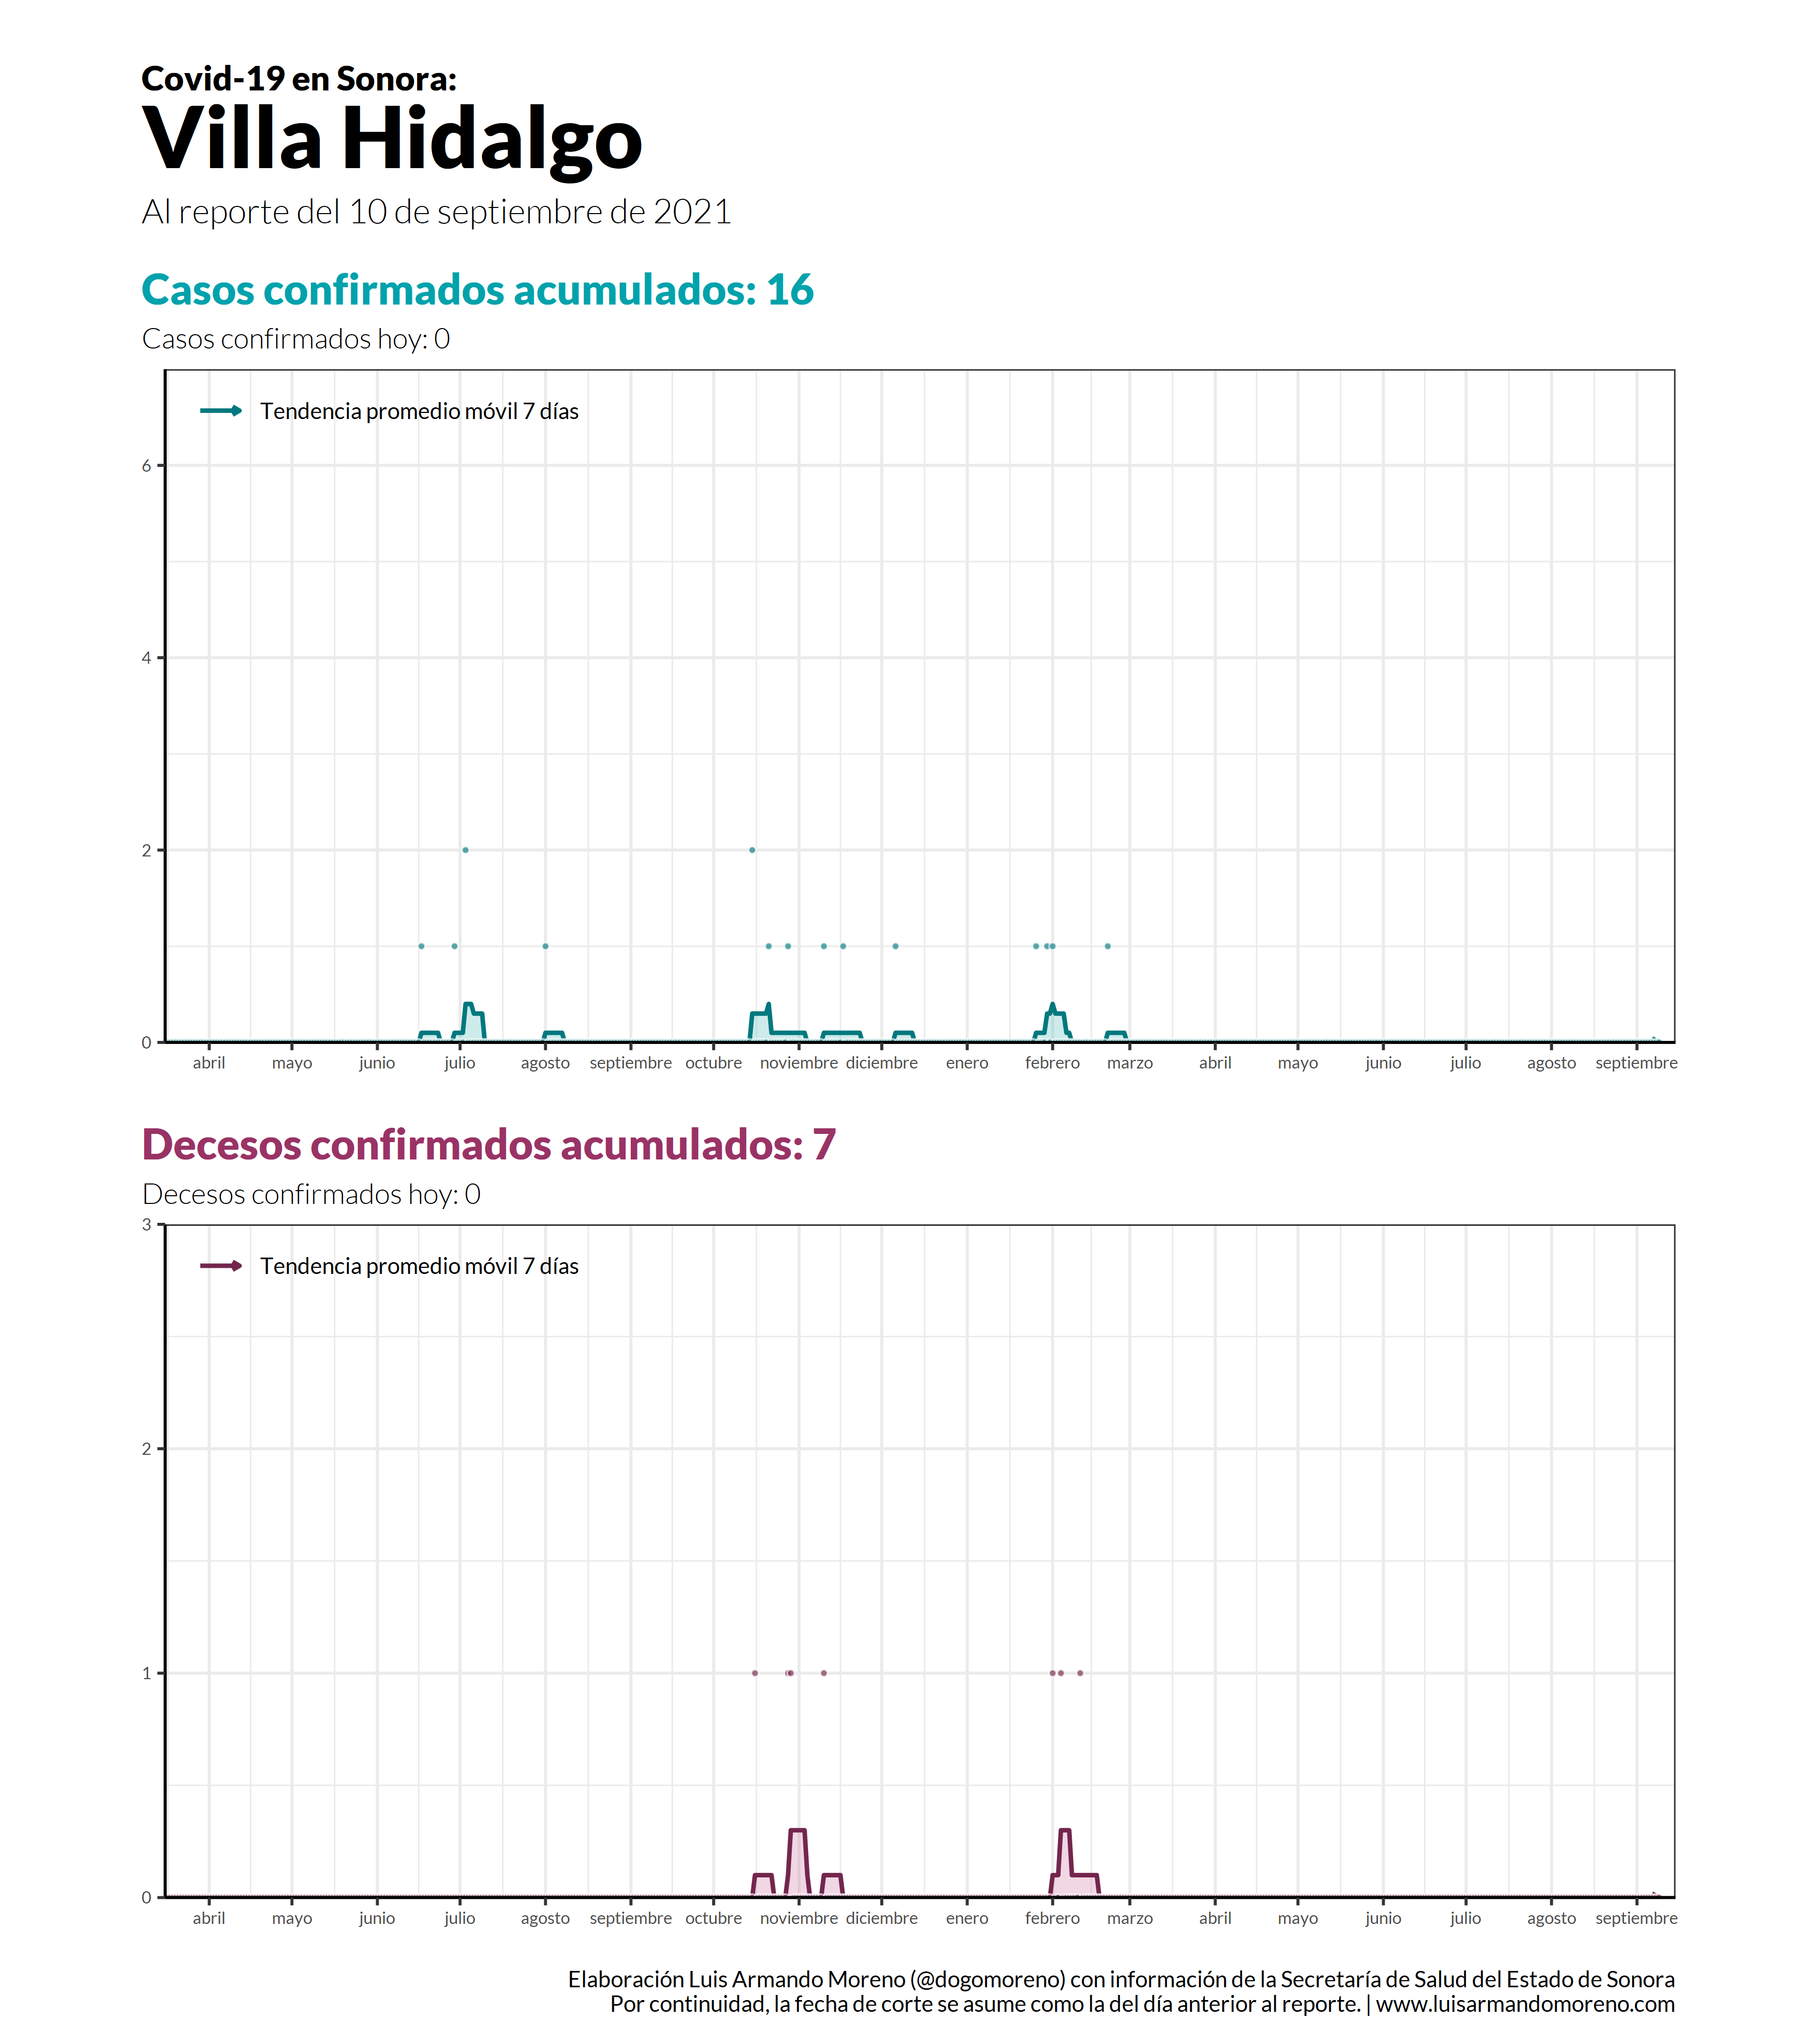 Covid-19 en Sonora:
Villa Hidalgo
Al reporte del 10 de septiembre de 2021
Casos confirmados acumulados: 16
Casos confirmados hoy: 0
Tendencia promedio móvil 7 días
6
4
2
0
abril mayo junio julio agosto septiembre octubre noviembre diciembre enero febrero marzo abril mayo junio julio agosto septiembre
Decesos confirmados acumulados: 7
Decesos confirmados hoy: 0
3
Tendencia promedio móvil 7 días
2
1
0
abril mayo junio julio agosto septiembre octubre noviembre diciembre enero febrero marzo abril mayo junio julio agosto septiembre
Elaboración Luis Armando Moreno (@dogomoreno) con información de la Secretaría de Salud del Estado de Sonora
Por continuidad, la fecha de corte se asume como la del día anterior al reporte. | www.luisarmandomoreno.com